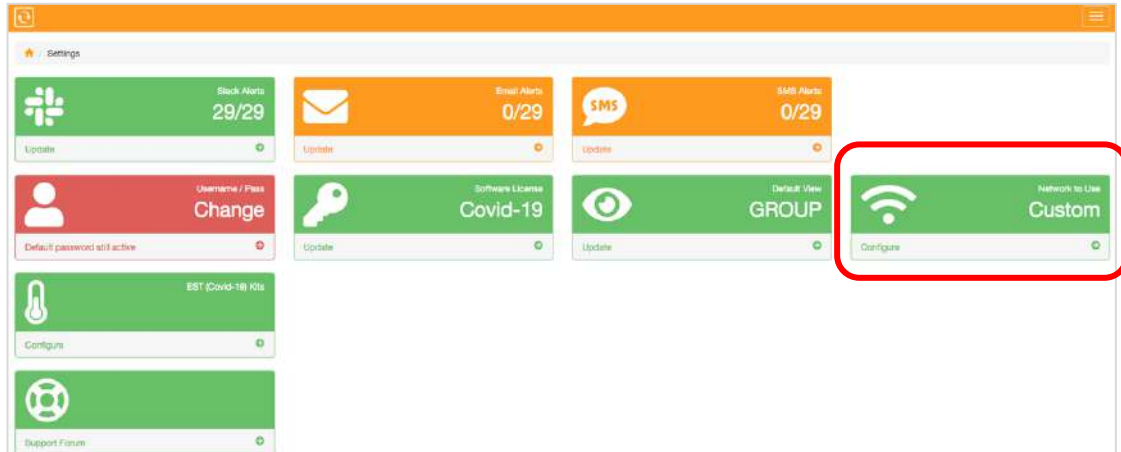 / Settings
Slack Alerts
29/29
Update
Email Alerts
0/29
Update
SMS
SMS Alerts
0/29
Update
Username / Pass
Change
Default password still active
Software License
Covid-19
Update
Default View
GROUP
Update
Network to Use
Custom
Configure
EST (Covid-19) Kits
Configure
Support Forum